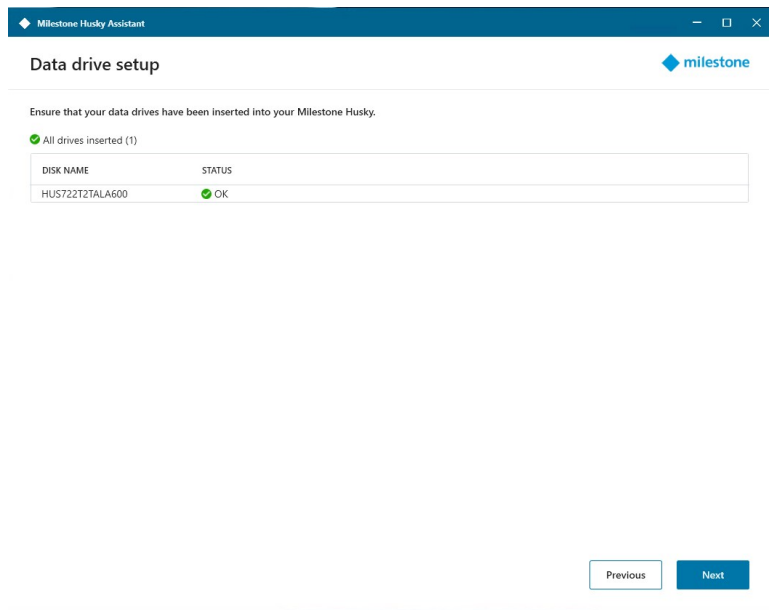 Milestone Husky Assistant
Data drive setup
milestone
Ensure that your data drives have been inserted into your Milestone Husky.
All drives inserted (1)
DISK NAME STATUS
HUS722T2TALA600 OK
Previous Next